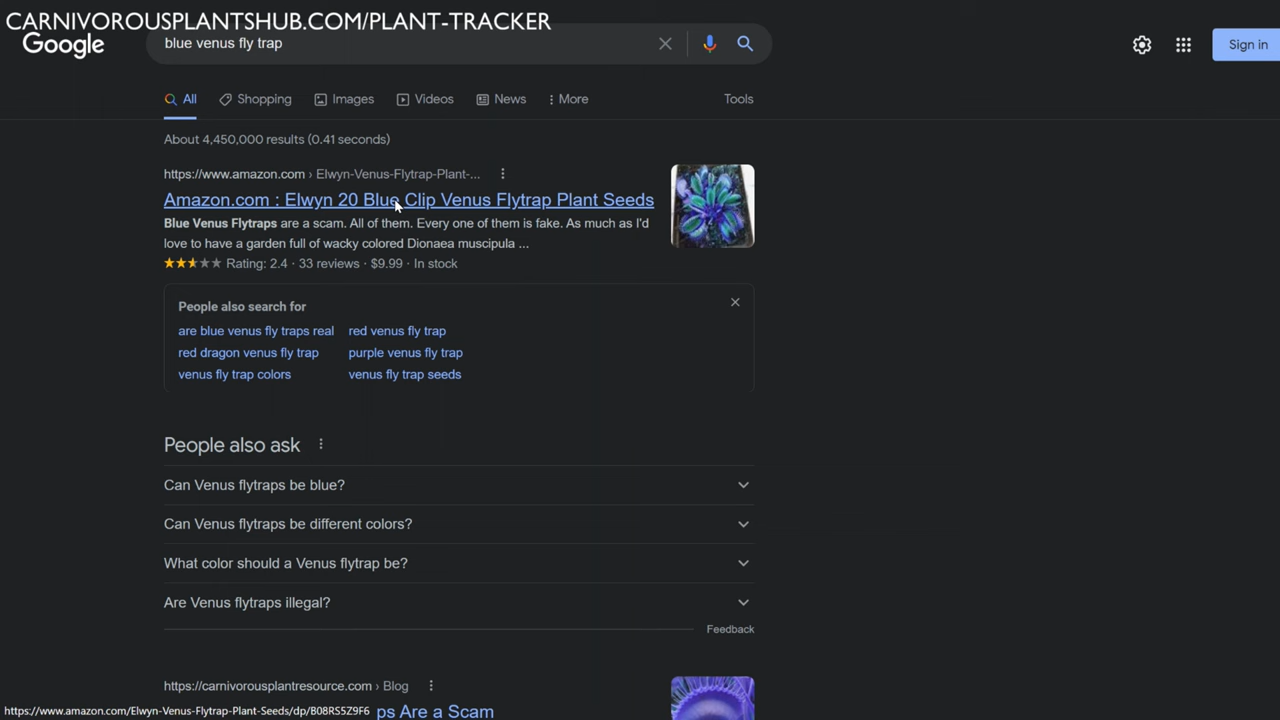 CARNIVOROUSPLANTSHUB.COM/PLANT-TRACKER
Google
blue venus fly trap
Sign in
All
Shopping
Images
Videos
News
More
Tools
About 4,450,000 results (0.41 seconds)
https://www.amazon.com › Elwyn-Venus-Flytrap-Plant-...
Amazon.com : Elwyn 20 Blue Clip Venus Flytrap Plant Seeds
Blue Venus Flytraps are a scam. All of them. Every one of them is fake. As much as I'd
love to have a garden full of wacky colored Dionaea muscipula ...
Rating: 2.4 · 33 reviews · $9.99 · In stock
People also search for
are blue venus fly traps real
red venus fly trap
red dragon venus fly trap
purple venus fly trap
venus fly trap colors
venus fly trap seeds
People also ask
Can Venus flytraps be blue?
Can Venus flytraps be different colors?
What color should a Venus flytrap be?
Are Venus flytraps illegal?
Feedback
https://carnivorousplantresource.com › Blog
ps Are a Scam
https://www.amazon.com/Elwyn-Venus-Flytrap-Plant-Seeds/dp/B08RS5Z9F6